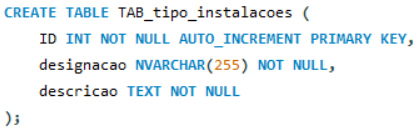 CREATE TABLE TAB_tipo_instalacoes (
    ID INT NOT NULL AUTO_INCREMENT PRIMARY KEY,
    designacao NVARCHAR(255) NOT NULL,
    descricao TEXT NOT NULL
);